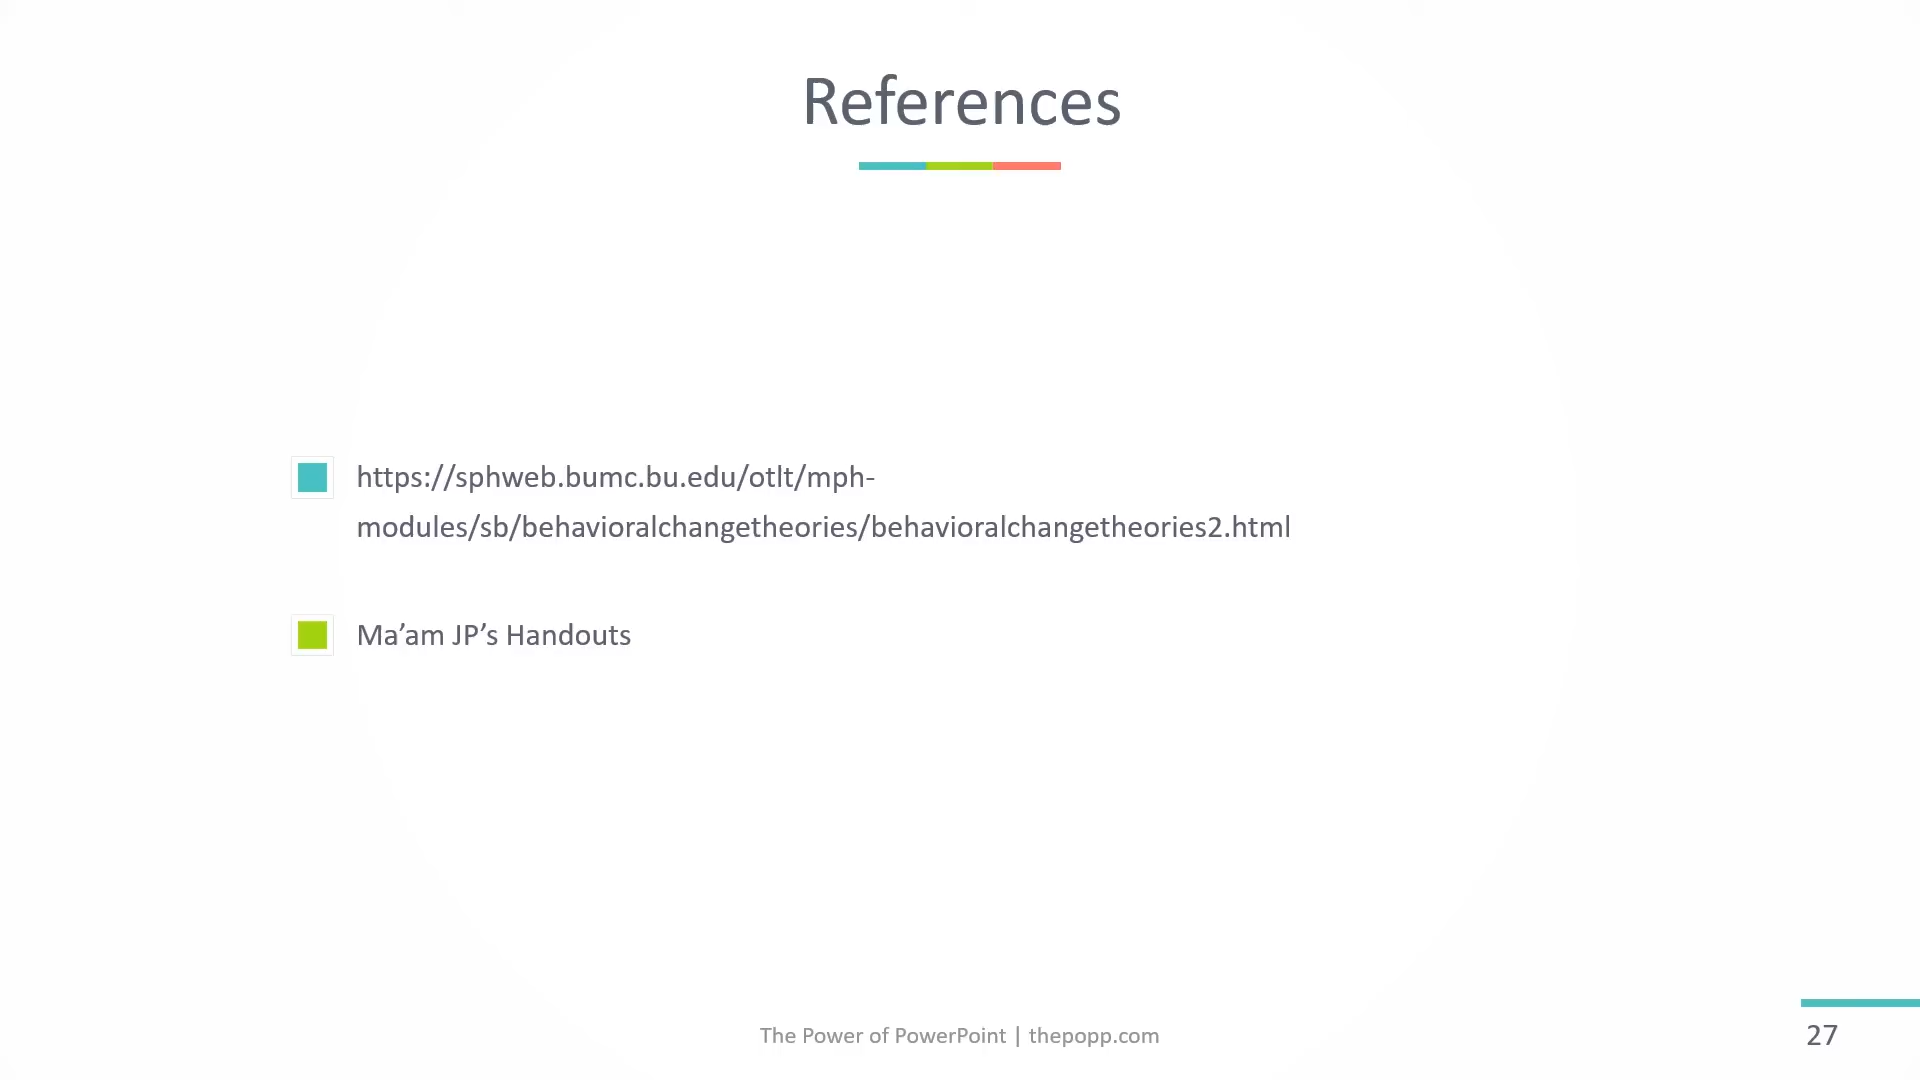 References
https://sphweb.bumc.bu.edu/otlt/mph-
modules/sb/behavioralchangetheories/behavioralchangetheories2.html
Ma’am JP’s Handouts
The Power of PowerPoint | thepopp.com
27